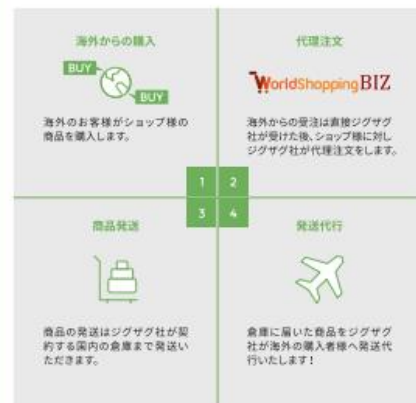 海外からの購入
BUY
BUY
海外のお客様がショップ様の
商品を購入します。
代理注文
WorldShopping BIZ
海外からの受注は直接ジグザグ
社が受けた後、ショップ様に対し
ジグザグ社が代理注文をします。
1
2
3
4
商品発送
商品の発送はジグザグ社が契
約する国内の倉庫まで発送い
ただきます。
発送代行
倉庫に届いた商品をジグザグ
社が海外の購入者様へ発送代
行いたします！